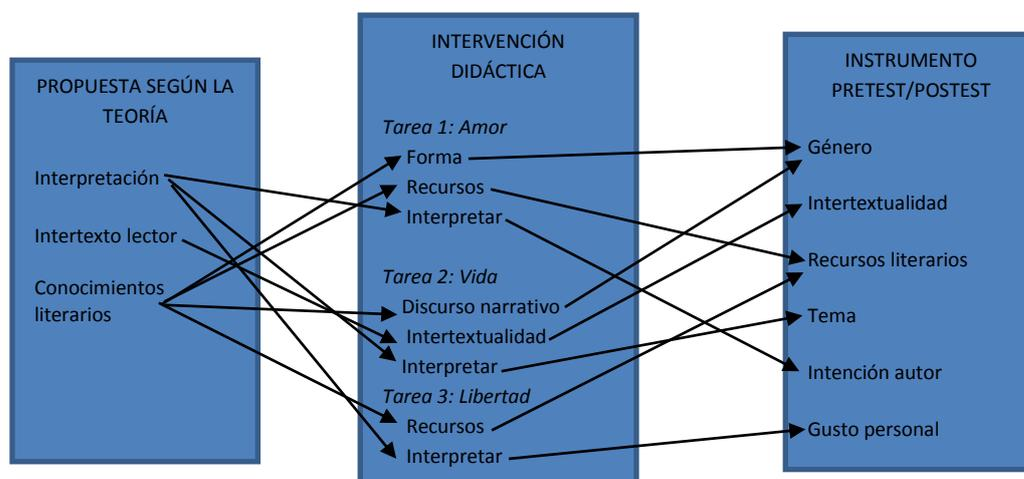 PROPUESTA SEGÚN LA
TEORÍA
Interpretación
Intertexto lector
Conocimientos
literarios
INTERVENCIÓN
DIDÁCTICA
Tarea 1: Amor
Forma
Recursos
Interpretar
Tarea 2: Vida
Discurso narrativo
Intertextualidad
Interpretar
Tarea 3: Libertad
Recursos
Interpretar
INSTRUMENTO
PRETEST/POSTEST
Género
Intertextualidad
Recursos literarios
Tema
Intención autor
Gusto personal